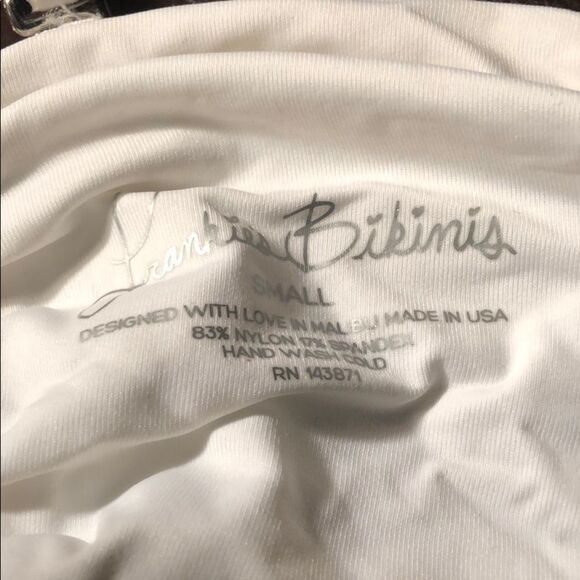 Frankies Bikinis
SMALL
DESIGNED WITH LOVE IN MALIBU MADE IN USA
83% NYLON 17% SPANDEX
HAND WASH COLD
RN 143871